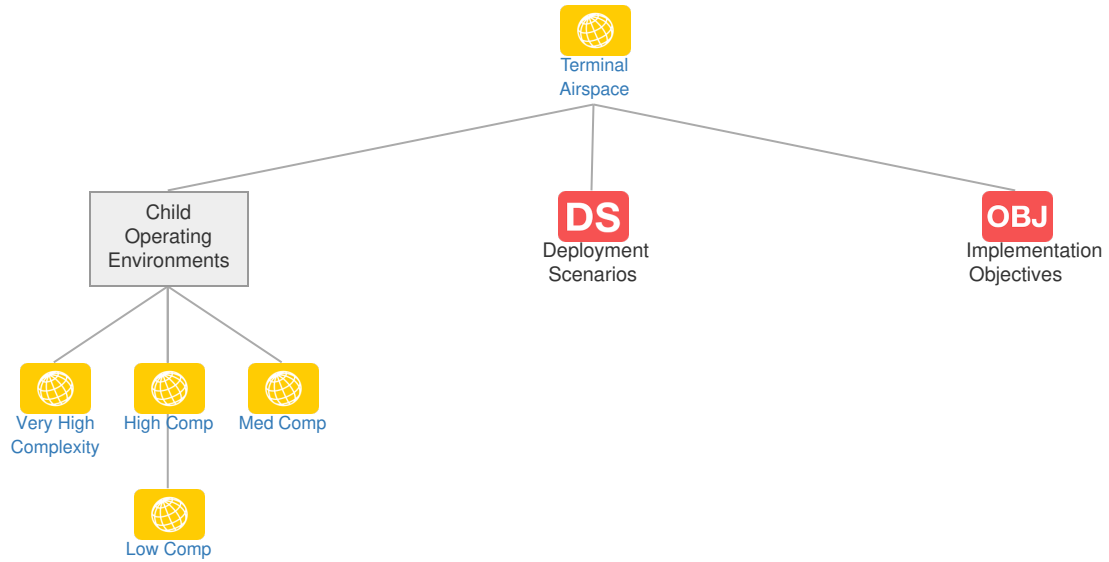 Terminal
Airspace
Child
Operating
Environments
DS
Deployment
Scenarios
OBJ
Implementation
Objectives
Very High
Complexity
High Comp
Med Comp
Low Comp